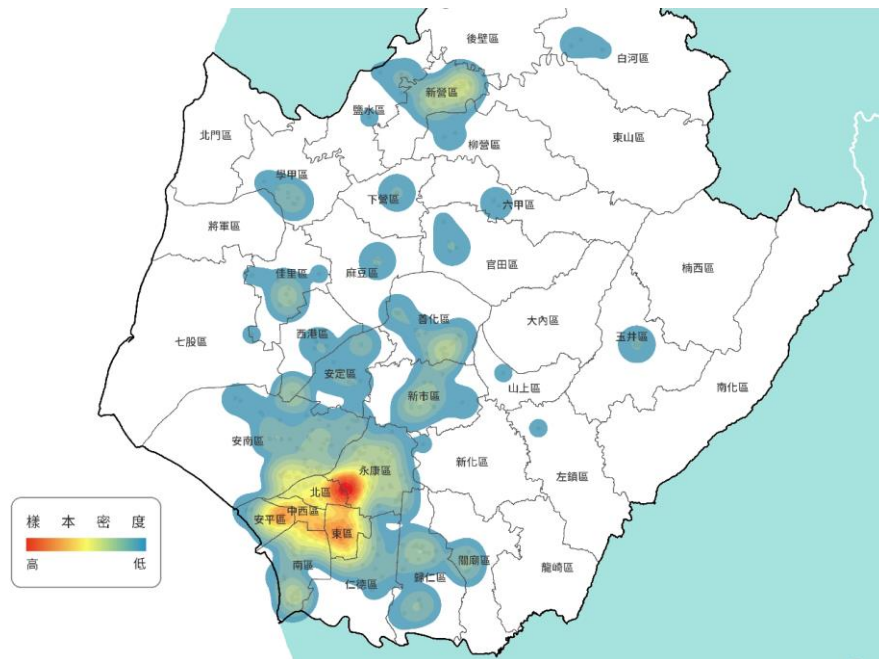 後壁區
白河區
新營區
鹽水區
北門區
東山區
柳營區
學甲區
下營區
六甲區
將軍區
官田區
楠西區
佳里區
麻豆區
大內區
善化區
玉井區
七股區
西港區
安定區
山上區
南化區
新市區
安南區
新化區
永康區
左鎮區
北區
中西區
安平區
東區
南區
仁德區
歸仁區
關廟區
龍崎區
樣本密度
高 低